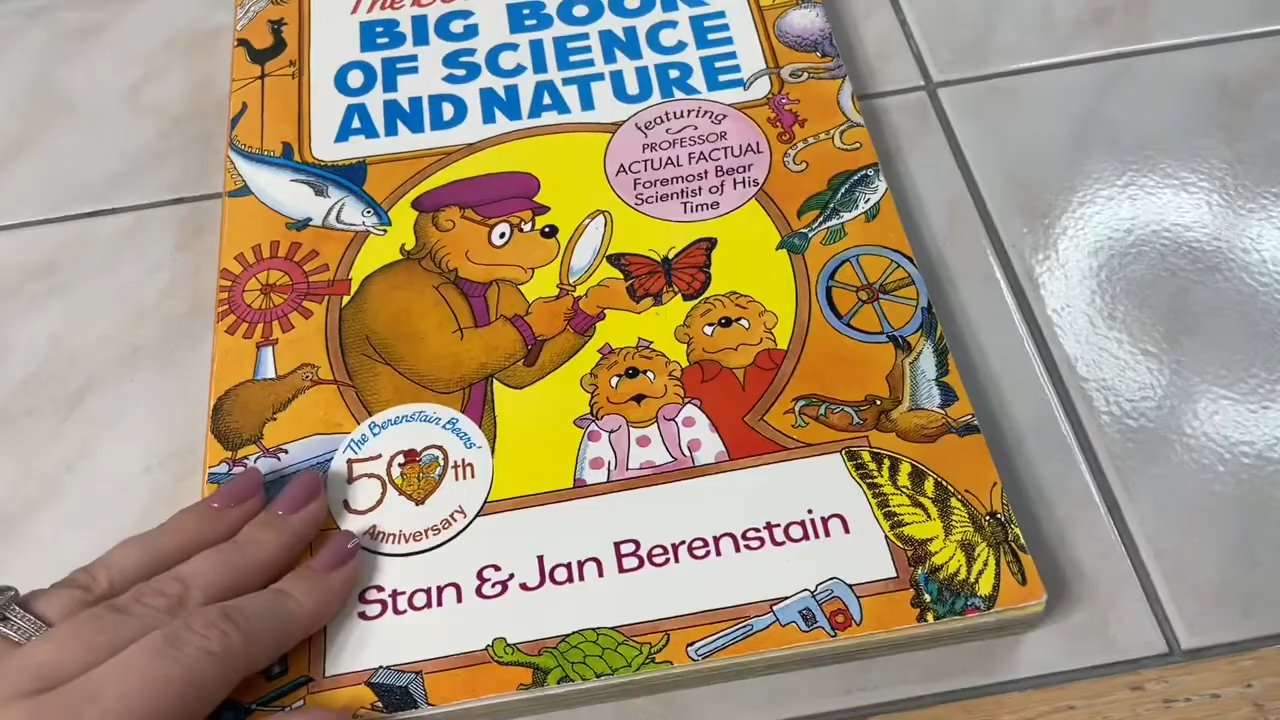 The
BIG BOOK
OF SCIENCE
AND NATURE
featuring
PROFESSOR
ACTUAL FACTUAL
Foremost Bear
Scientist of His
Time
The Berenstain Bears'
50th
Anniversary
Stan & Jan Berenstain